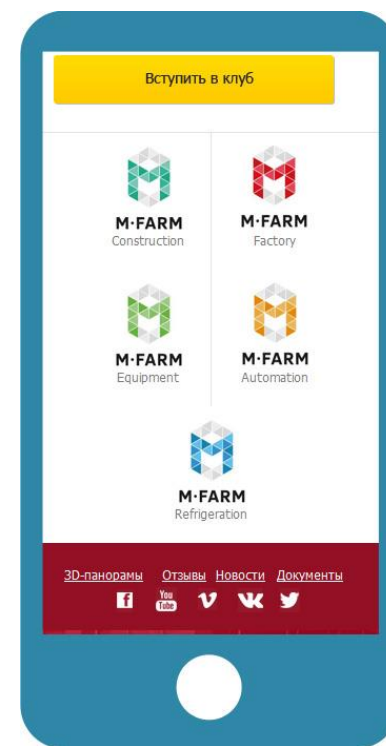 Вступить в клуб
M·FARM
Construction
M·FARM
Factory
M·FARM
Equipment
M·FARM
Automation
M·FARM
Refrigeration
3D-панорамы Отзывы Новости Документы
f You Tube